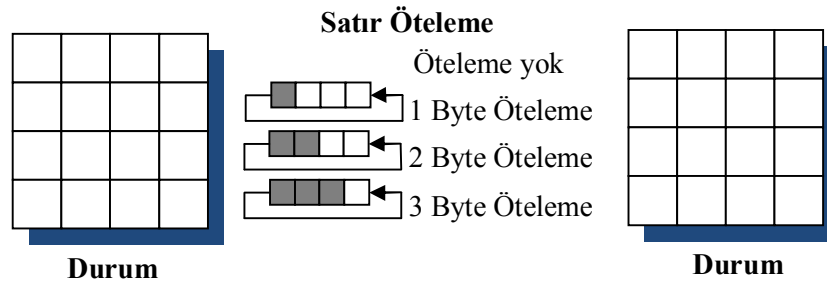 Satır Öteleme
Öteleme yok
1 Byte Öteleme
2 Byte Öteleme
3 Byte Öteleme
Durum
Durum